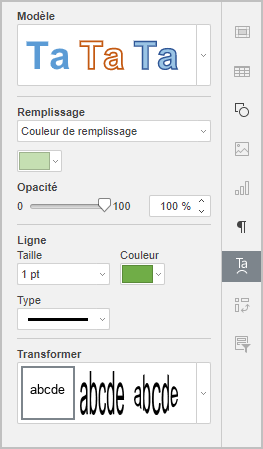 Modèle
Ta Ta Ta
Remplissage
Couleur de remplissage
Opacité
0 100 100 %
Ligne
Taille Couleur
1 pt
Type
Transformer
abcde abcde abcde
¶
Ta